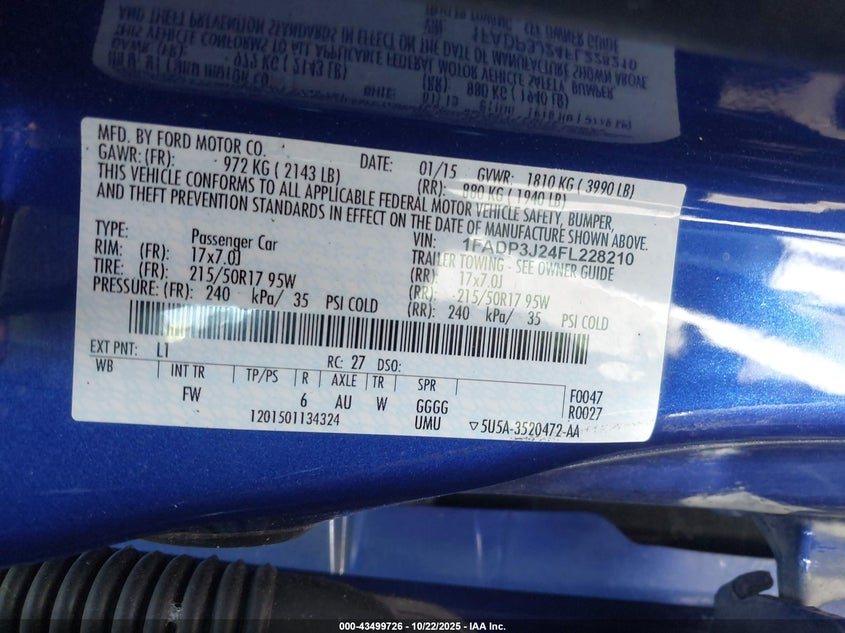 MFD. BY FORD MOTOR CO.
DATE: 01/15 GVWR: 1810 KG ( 3990 LB)
GAWR: (FR): 972 KG ( 2143 LB) (RR): 880 KG ( 1940 LB)
THIS VEHICLE CONFORMS TO ALL APPLICABLE FEDERAL MOTOR VEHICLE SAFETY, BUMPER,
AND THEFT PREVENTION STANDARDS IN EFFECT ON THE DATE OF MANUFACTURE SHOWN ABOVE.
VIN: 1FADP3J24FL228210
TYPE: Passenger Car TRAILER TOWING - SEE OWNER GUIDE
RIM: (FR): 17x7.0J (RR) 17x7.0J
TIRE: (FR): 215/50R17 95W (RR): 215/50R17 95W
PRESSURE: (FR): 240 kPa/ 35 PSI COLD (RR): 240 kPa/ 35 PSI COLD
EXT PNT: L1 RC: 27 DSO:
WB INT TR TP/PS R AXLE TR SPR
FW 6 AU W GGGG F0047
UMU R0027
1201501134324 ▽5U5A-3520472-AA
000-43499726 - 10/22/2025 - IAA Inc.